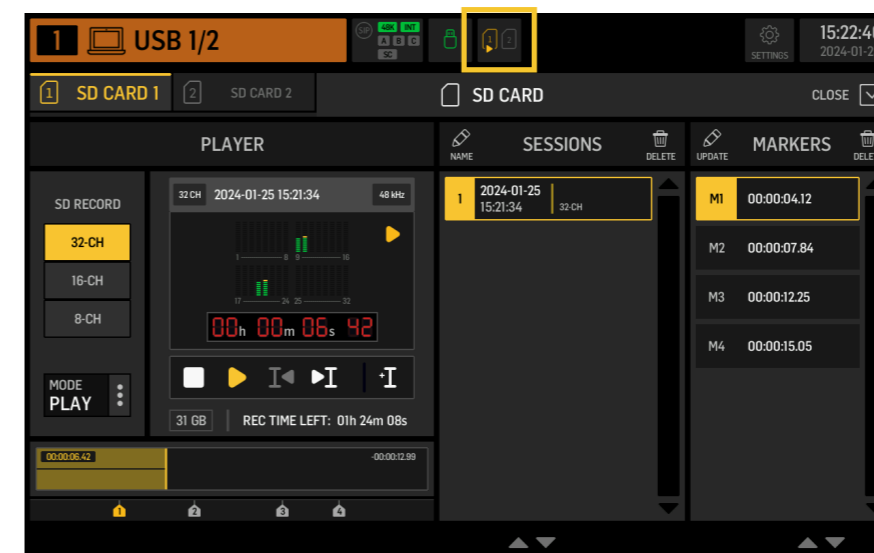 1 USB 1/2
SIP 48K INT
A B C
SC
1 2
SETTINGS
15:22:4
2024-01-2
1 SD CARD 1
2 SD CARD 2
SD CARD
CLOSE
PLAYER
NAME
SESSIONS
DELETE
UPDATE
MARKERS
DELE
SD RECORD
32-CH
16-CH
8-CH
MODE
PLAY
32 CH 2024-01-25 15:21:34 48 kHz
1 8 9 16
17 24 25 32
00h 00m 06s 42
+
31 GB REC TIME LEFT: 01h 24m 08s
00:00:06.42 -00:00:12.99
1 2 3 4
1 2024-01-25
15:21:34 32-CH
M1 00:00:04.12
M2 00:00:07.84
M3 00:00:12.25
M4 00:00:15.05